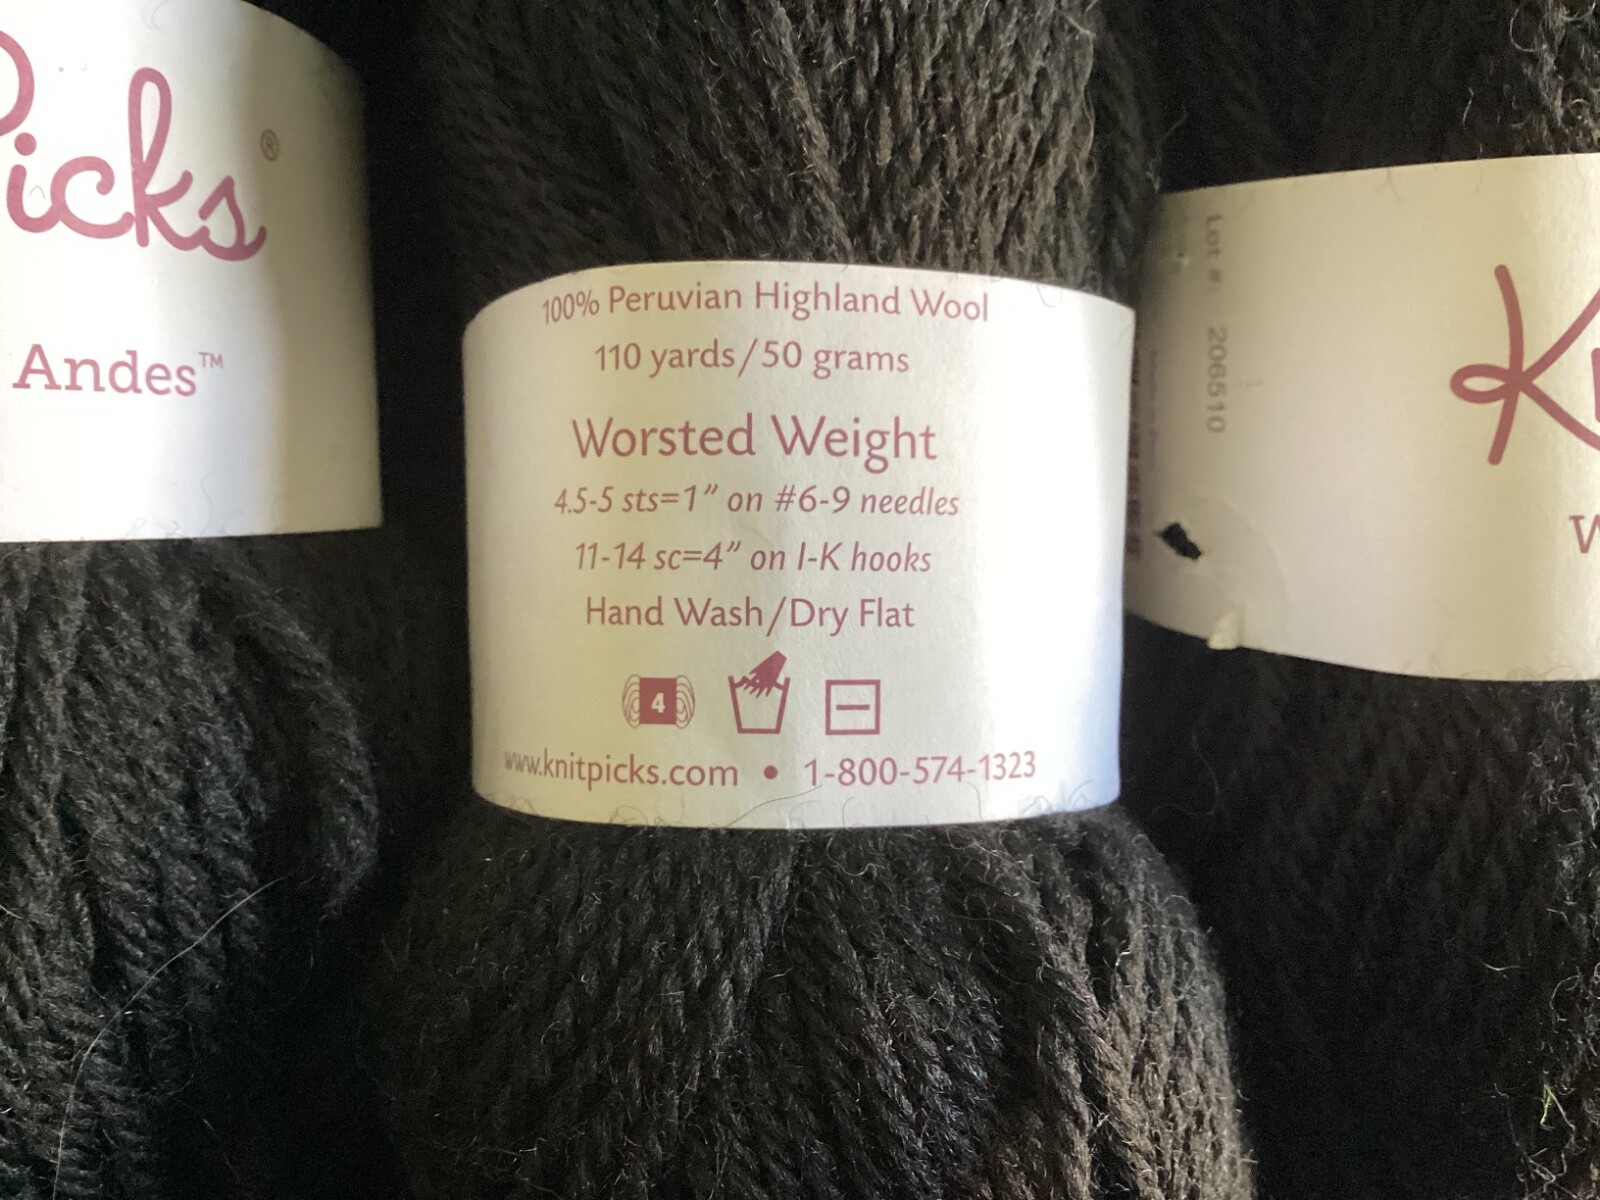 Picks®
Andes™
100% Peruvian Highland Wool
110 yards/50 grams
Worsted Weight
4.5-5 sts=1" on #6-9 needles
11-14 sc=4" on I-K hooks
Hand Wash/Dry Flat
4
www.knitpicks.com • 1-800-574-1323
Lot #: 206510
K
W